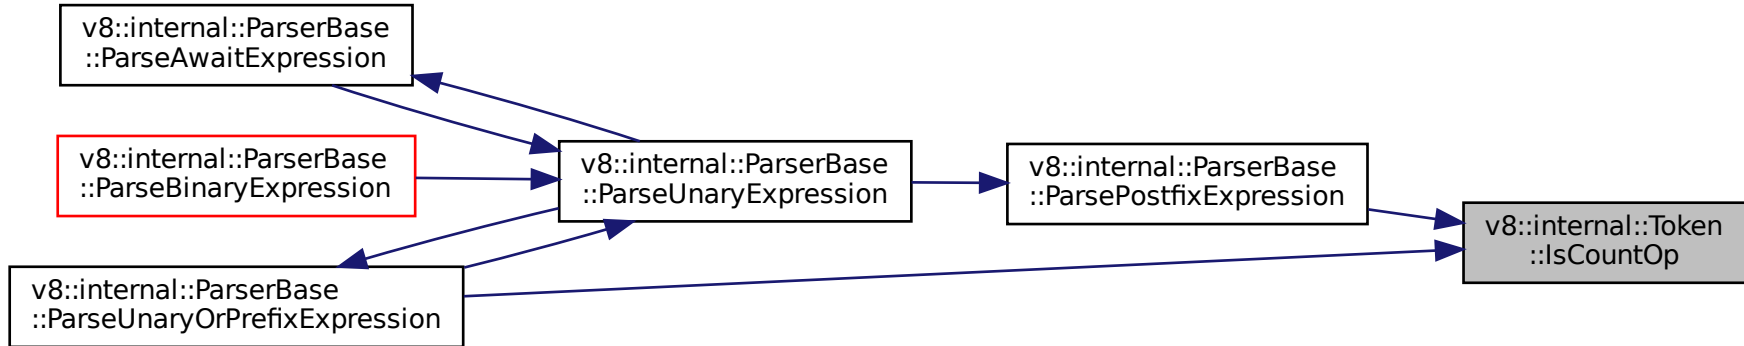 v8::internal::ParserBase
::ParseAwaitExpression
v8::internal::ParserBase
::ParseBinaryExpression
v8::internal::ParserBase
::ParseUnaryOrPrefixExpression
v8::internal::ParserBase
::ParseUnaryExpression
v8::internal::ParserBase
::ParsePostfixExpression
v8::internal::Token
::IsCountOp